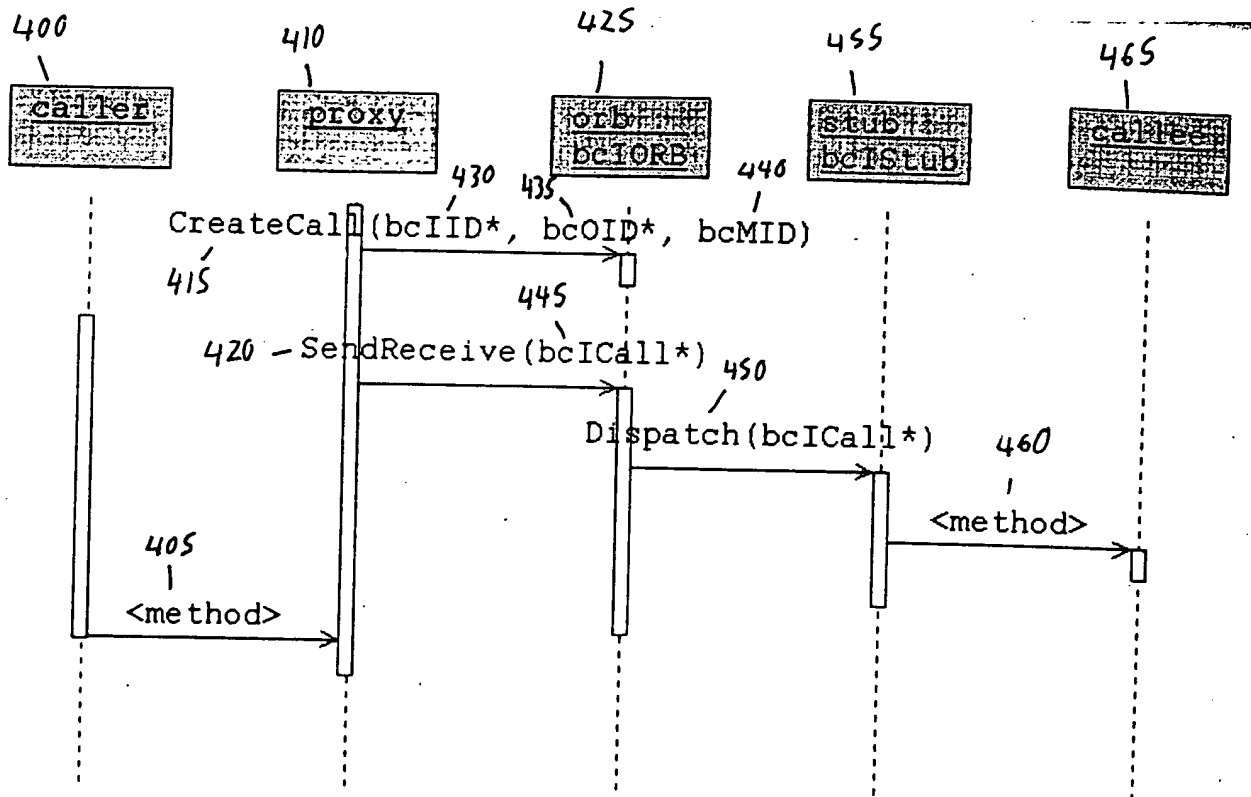 400 410 425 455 465
caller proxy orb : stub : callee
bcIORB bcIStub
430 435 440
CreateCall(bcIID*, bcOID*, bcMID)
415
445
420 SendReceive(bcICall*)
450
Dispatch(bcICall*)
460
<method>
405
<method>